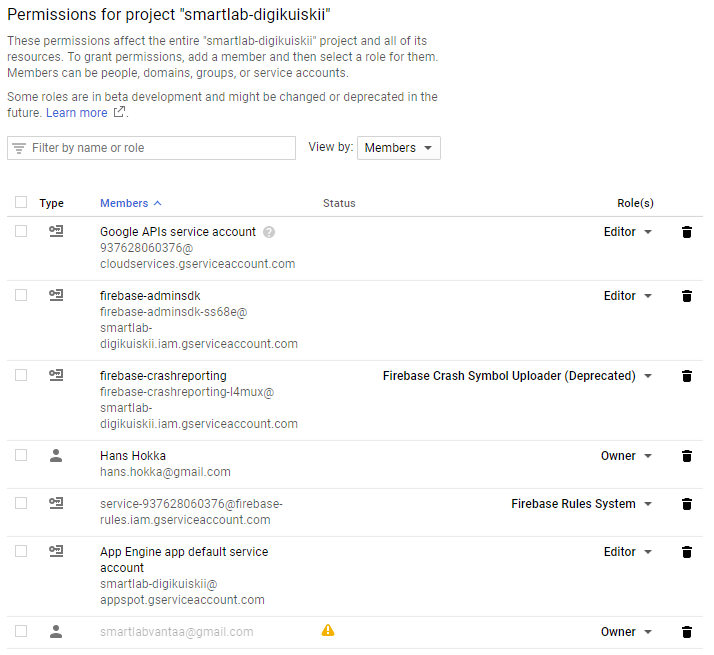 Permissions for project "smartlab-digikuiskii"
These permissions affect the entire "smartlab-digikuiskii" project and all of its
resources. To grant permissions, add a member and then select a role for them.
Members can be people, domains, groups, or service accounts.
Some roles are in beta development and might be changed or deprecated in the
future. Learn more.
Filter by name or role View by: Members
Type Members Status Role(s)
Google APIs service account ? Editor
937628060376@
cloudservices.gserviceaccount.com
firebase-adminsdk Editor
firebase-adminsdk-ss68e@
smartlab-
digikuiskii.iam.gserviceaccount.com
firebase-crashreporting Firebase Crash Symbol Uploader (Deprecated)
firebase-crashreporting-l4mux@
smartlab-
digikuiskii.iam.gserviceaccount.com
Hans Hokka Owner
hans.hokka@gmail.com
service-937628060376@firebase- Firebase Rules System
rules.iam.gserviceaccount.com
App Engine app default service Editor
account
smartlab-digikuiskii@
appspot.gserviceaccount.com
smartlabvantaa@gmail.com Owner